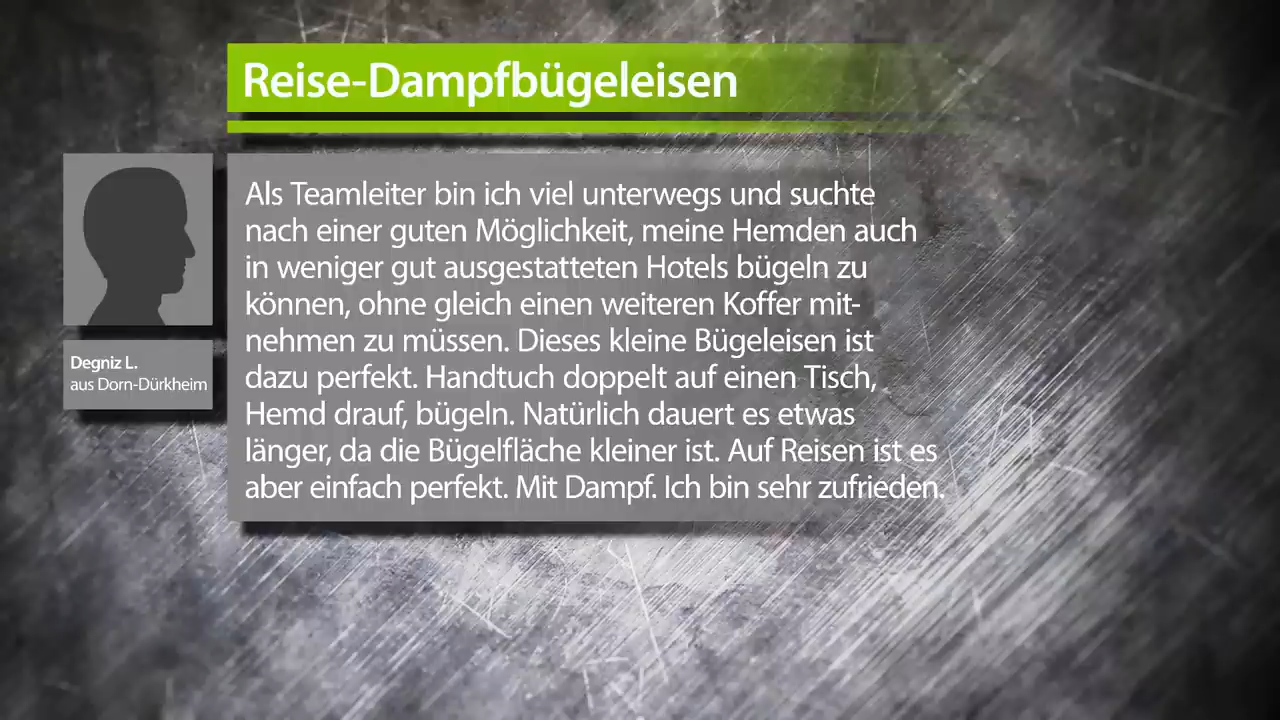 Reise-Dampfbügeleisen
Als Teamleiter bin ich viel unterwegs und suchte
nach einer guten Möglichkeit, meine Hemden auch
in weniger gut ausgestatteten Hotels bügeln zu
können, ohne gleich einen weiteren Koffer mit-
nehmen zu müssen. Dieses kleine Bügeleisen ist
dazu perfekt. Handtuch doppelt auf einen Tisch,
Hemd drauf, bügeln. Natürlich dauert es etwas
länger, da die Bügelfläche kleiner ist. Auf Reisen ist es
aber einfach perfekt. Mit Dampf. Ich bin sehr zufrieden.
Degniz L.
aus Dorn-Dürkheim